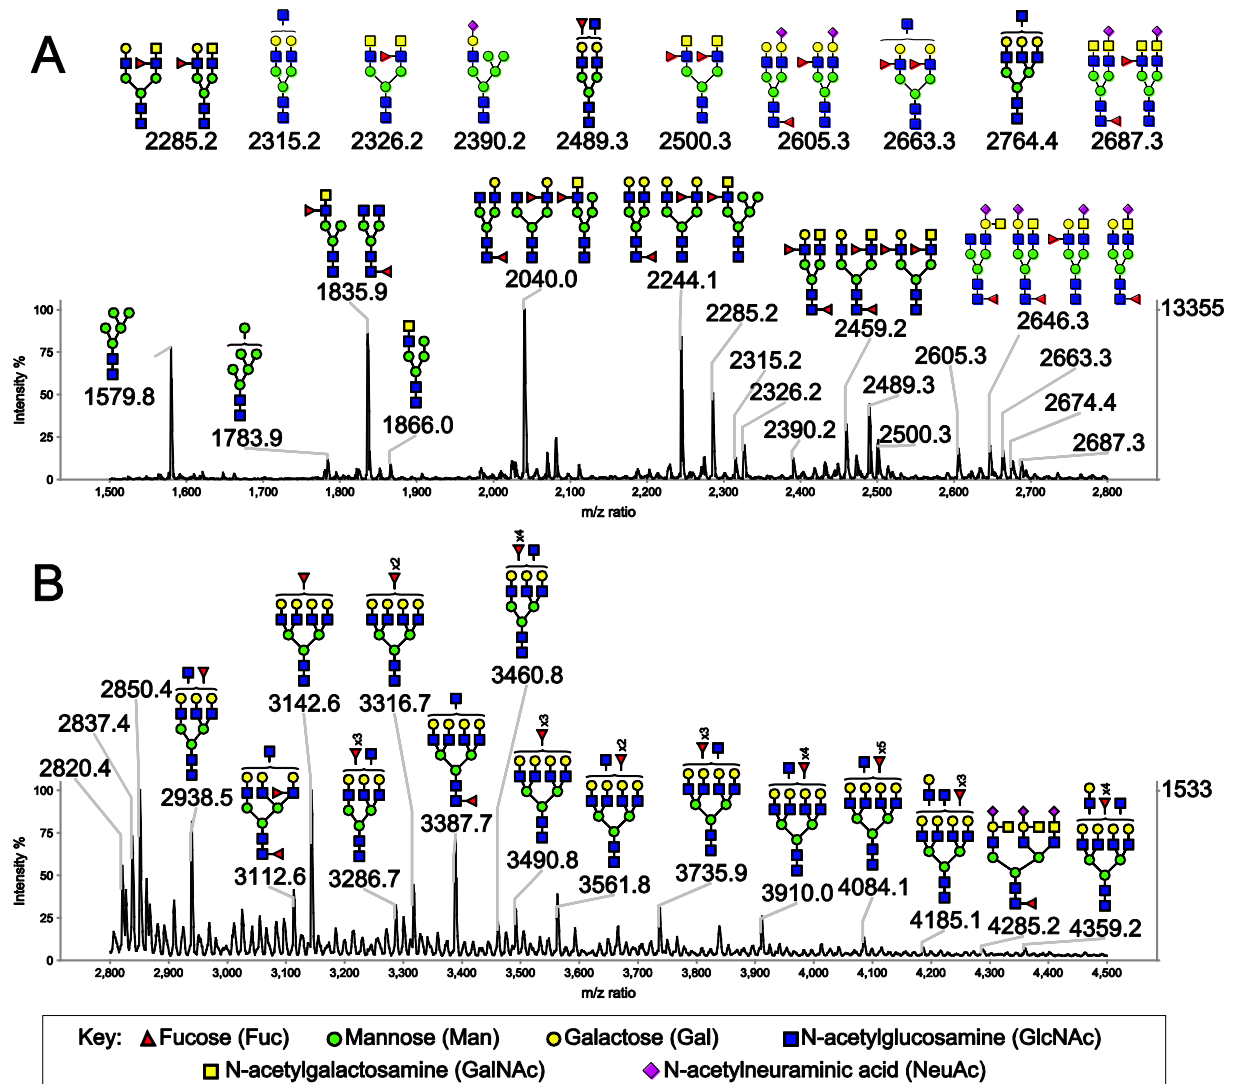 A
2285.2 2315.2 2326.2 2390.2 2489.3 2500.3 2605.3 2663.3 2764.4 2687.3
1835.9 2040.0 2244.1 2459.2 2646.3
1579.8 1783.9 1866.0 2285.2 2315.2 2326.2 2390.2 2489.3 2500.3 2605.3 2663.3 2674.4 2687.3
13355
Intensity %
100
75
50
25
0
1,500 1,600 1,700 1,800 1,900 2,000 2,100 2,200 2,300 2,400 2,500 2,600 2,700 2,800
m/z ratio
B
x4
x2
3460.8
2850.4 3142.6 3316.7
2837.4
x3 x3 x2 x3 x4 x5
2820.4 2938.5 3387.7
x3 x4
3112.6 3286.7 3490.8 3561.8 3735.9 3910.0 4084.1 4185.1 4285.2 4359.2
1533
Intensity %
100
75
50
25
0
2,800 2,900 3,000 3,100 3,200 3,300 3,400 3,500 3,600 3,700 3,800 3,900 4,000 4,100 4,200 4,300 4,400 4,500
m/z ratio
Key: Fucose (Fuc) Mannose (Man) Galactose (Gal) N-acetylglucosamine (GlcNAc)
N-acetylgalactosamine (GalNAc) N-acetylneuraminic acid (NeuAc)